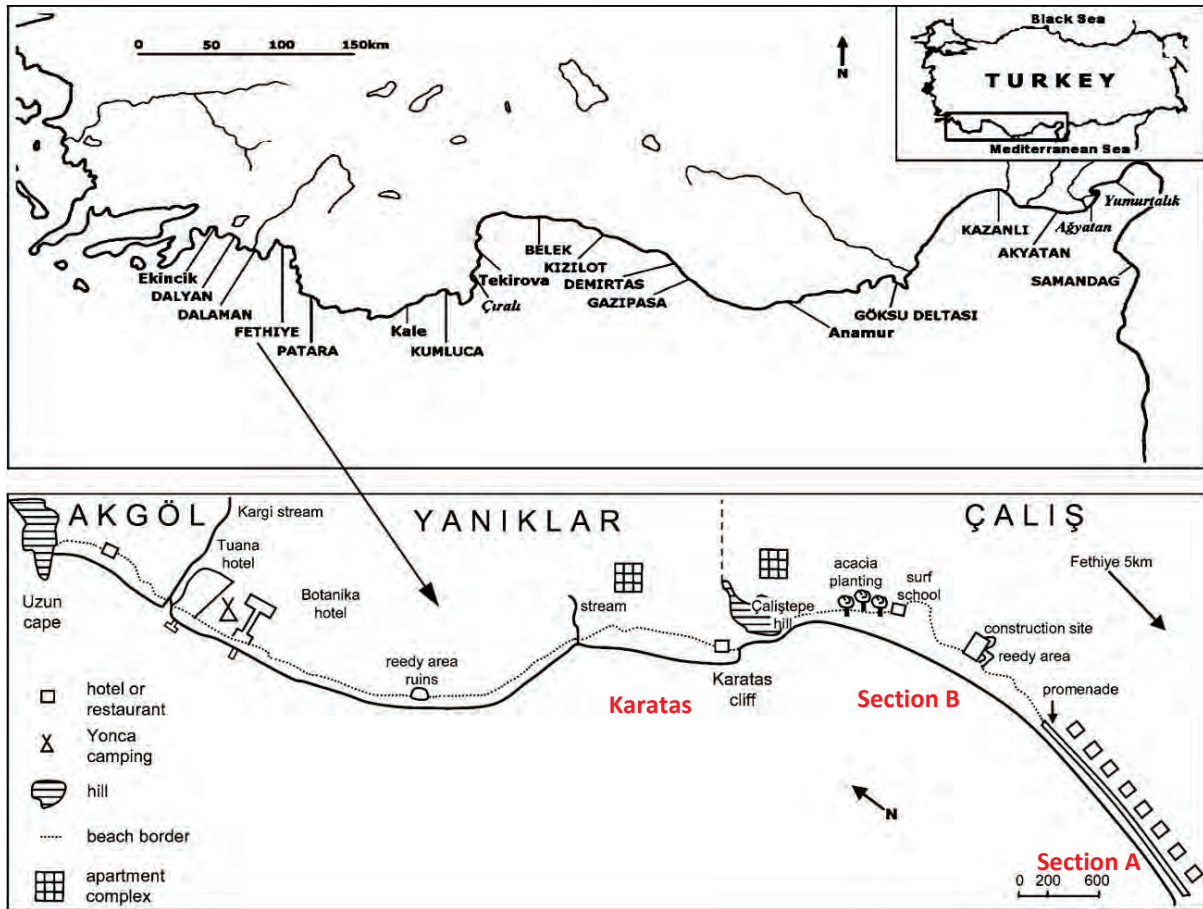 0 50 100 150km
N
Black Sea
TURKEY
Mediterranean Sea
Ekincik
DALYAN
DALAMAN
FETHIYE
PATARA
Kale
KUMLUCA
Tekirova
Çıralı
BELEK
KIZILOT
DEMIRTAS
GAZIPASA
Anamur
GÖKSU DELTASI
KAZANLI
AKYATAN
Ağyatan
Yumurtalık
SAMANDAG
AKGÖL
YANIKLAR
ÇALIŞ
Kargi stream
Tuana
hotel
Botanika
hotel
Uzun
cape
reedy area
ruins
stream
Karatas
Karatas
cliff
Çaliştepe
hill
acacia
planting
surf
school
Fethiye 5km
construction site
reedy area
promenade
Section B
Section A
N
0 200 600
hotel or
restaurant
Yonca
camping
hill
beach border
apartment
complex